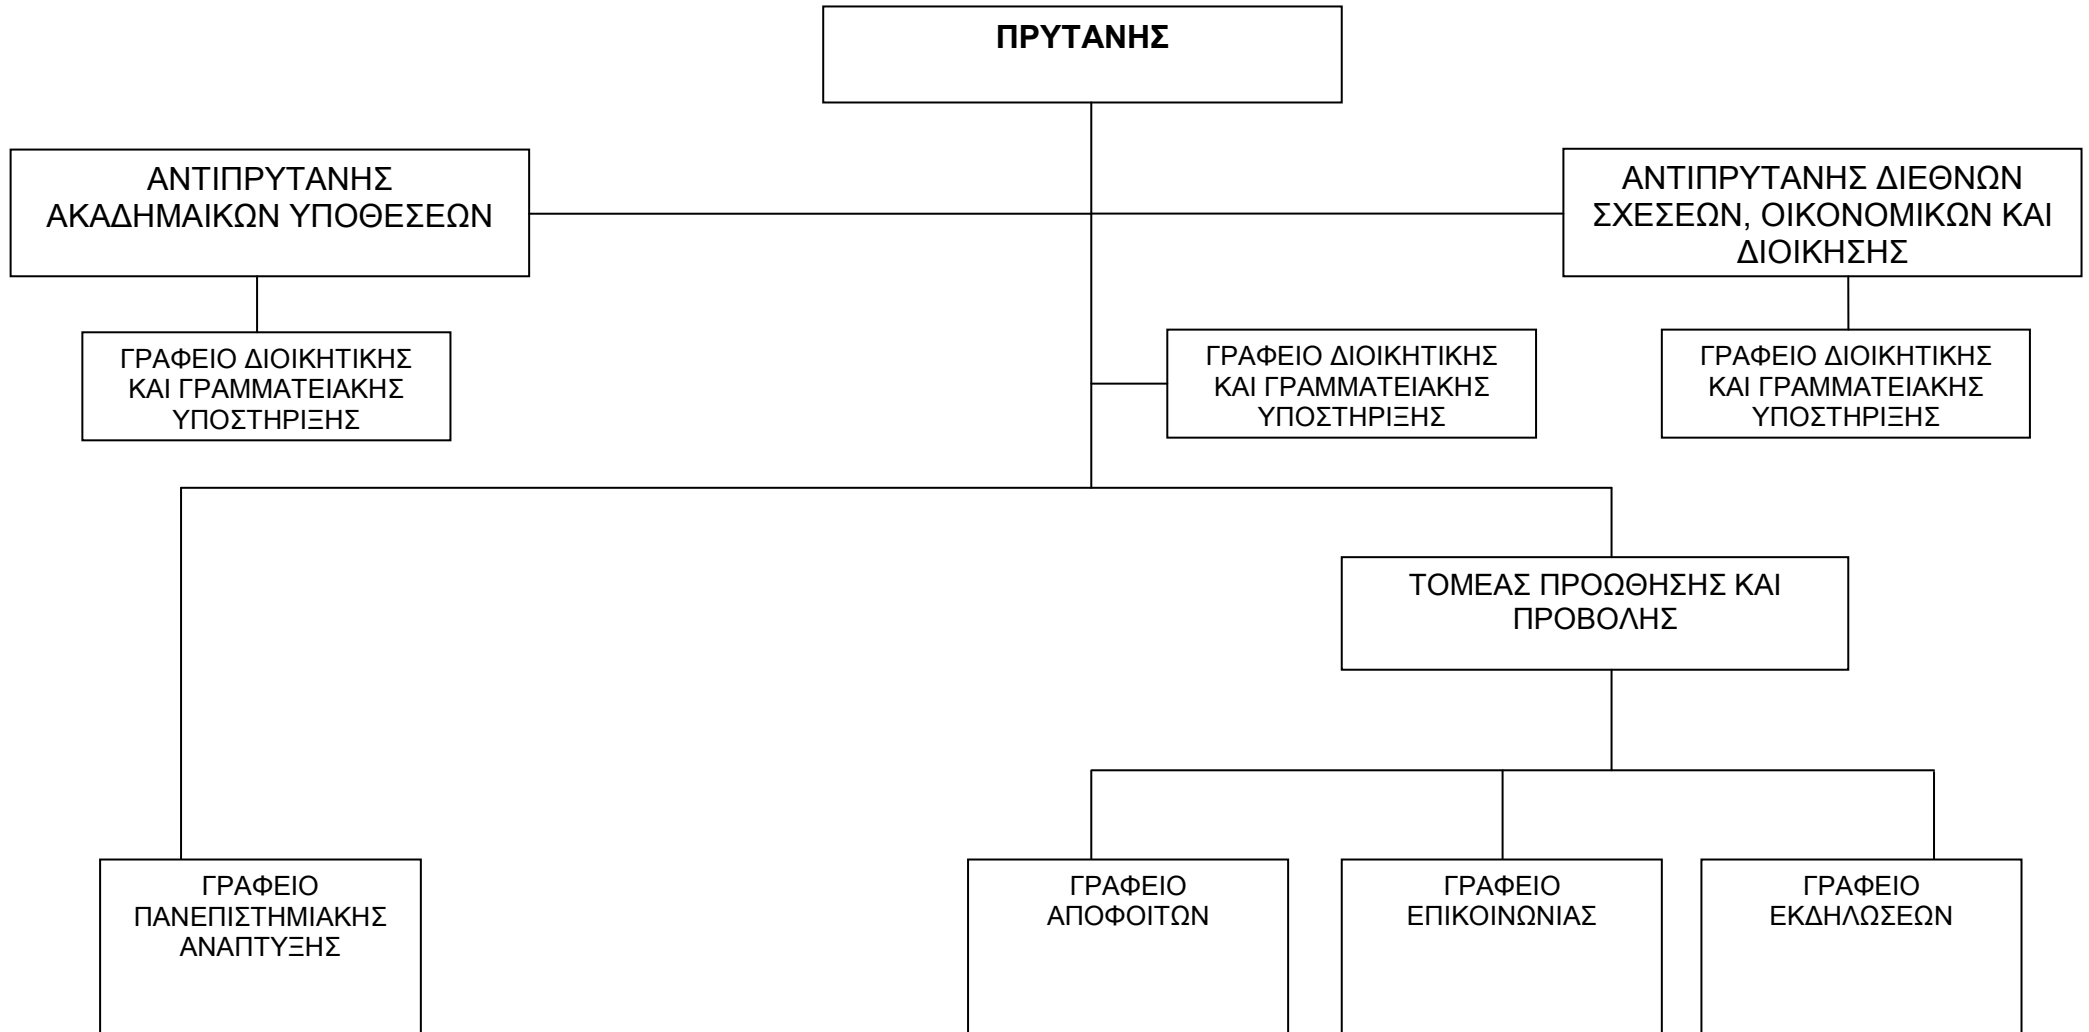 ΠΡΥΤΑΝΗΣ
ΑΝΤΙΠΡΥΤΑΝΗΣ
ΑΚΑΔΗΜΑΙΚΩΝ ΥΠΟΘΕΣΕΩΝ
ΑΝΤΙΠΡΥΤΑΝΗΣ ΔΙΕΘΝΩΝ
ΣΧΕΣΕΩΝ, ΟΙΚΟΝΟΜΙΚΩΝ ΚΑΙ
ΔΙΟΙΚΗΣΗΣ
ΓΡΑΦΕΙΟ ΔΙΟΙΚΗΤΙΚΗΣ
ΚΑΙ ΓΡΑΜΜΑΤΕΙΑΚΗΣ
ΥΠΟΣΤΗΡΙΞΗΣ
ΓΡΑΦΕΙΟ ΔΙΟΙΚΗΤΙΚΗΣ
ΚΑΙ ΓΡΑΜΜΑΤΕΙΑΚΗΣ
ΥΠΟΣΤΗΡΙΞΗΣ
ΓΡΑΦΕΙΟ ΔΙΟΙΚΗΤΙΚΗΣ
ΚΑΙ ΓΡΑΜΜΑΤΕΙΑΚΗΣ
ΥΠΟΣΤΗΡΙΞΗΣ
ΤΟΜΕΑΣ ΠΡΟΩΘΗΣΗΣ ΚΑΙ
ΠΡΟΒΟΛΗΣ
ΓΡΑΦΕΙΟ
ΠΑΝΕΠΙΣΤΗΜΙΑΚΗΣ
ΑΝΑΠΤΥΞΗΣ
ΓΡΑΦΕΙΟ
ΑΠΟΦΟΙΤΩΝ
ΓΡΑΦΕΙΟ
ΕΠΙΚΟΙΝΩΝΙΑΣ
ΓΡΑΦΕΙΟ
ΕΚΔΗΛΩΣΕΩΝ